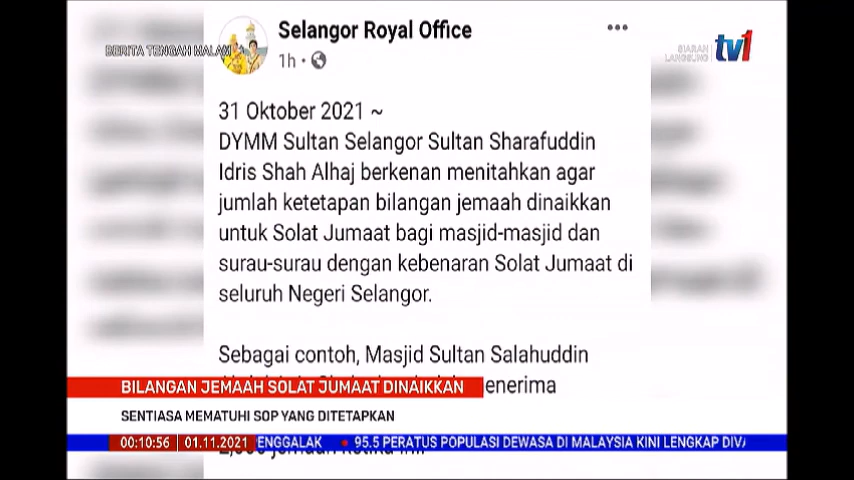 Selangor Royal Office
BERITA TENGAH MALAM
1h
SIARAN
LANGSUNG
tv1
31 Oktober 2021 ~
DYMM Sultan Selangor Sultan Sharafuddin
Idris Shah Alhaj berkenan menitahkan agar
jumlah ketetapan bilangan jemaah dinaikkan
untuk Solat Jumaat bagi masjid-masjid dan
surau-surau dengan kebenaran Solat Jumaat di
seluruh Negeri Selangor.
Sebagai contoh, Masjid Sultan Salahuddin
enerima
BILANGAN JEMAAH SOLAT JUMAAT DINAIKKAN
SENTIASA MEMATUHI SOP YANG DITETAPKAN
00:10:56 01.11.2021 ENGGALAK • 95.5 PERATUS POPULASI DEWASA DI MALAYSIA KINI LENGKAP